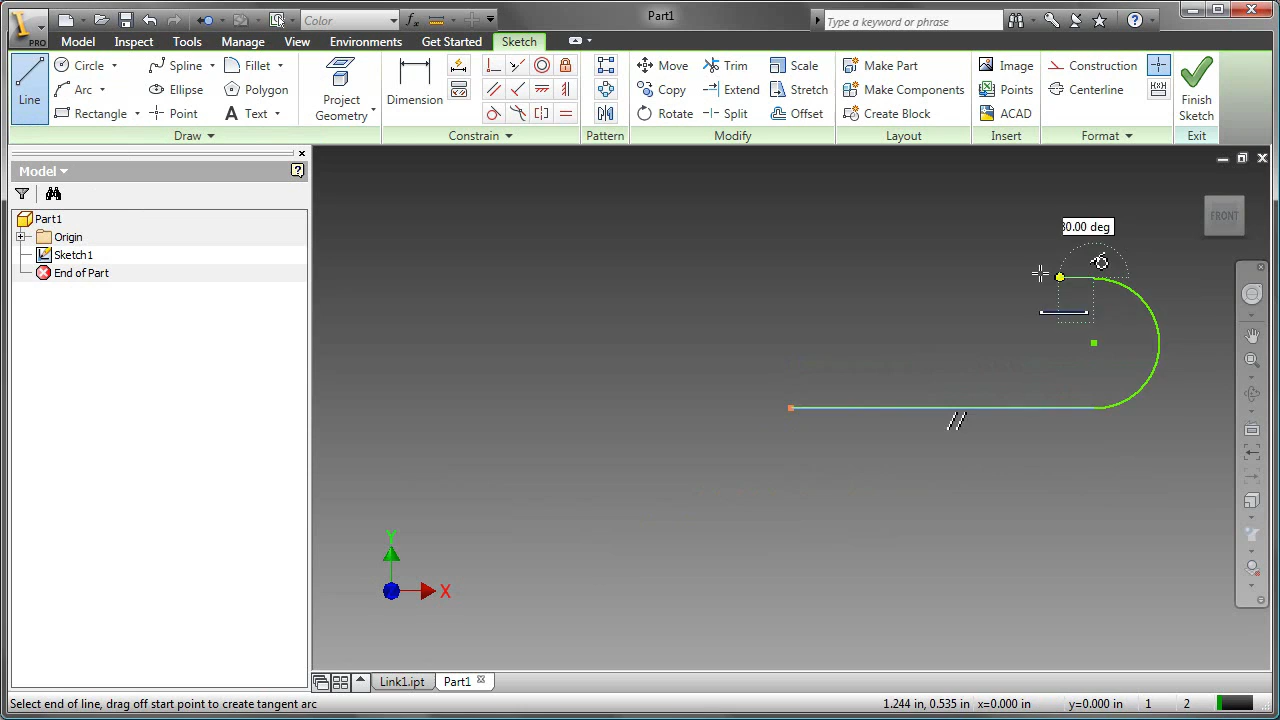 PRO
Color
fx
Part1
Type a keyword or phrase
Model
Inspect
Tools
Manage
View
Environments
Get Started
Sketch
Line
Circle
Arc
Rectangle
Spline
Ellipse
Point
Fillet
Polygon
A Text
Draw
Project Geometry
Dimension
Constrain
Pattern
Move
Copy
Rotate
Trim
Extend
Split
Scale
Stretch
Offset
Modify
Make Part
Make Components
Create Block
Layout
Image
Points
ACAD
Insert
Construction
Centerline
Format
Finish Sketch
Exit
Model
Part1
Origin
Sketch1
End of Part
FRONT
30.00 deg
Y
X
Link1.ipt
Part1
Select end of line, drag off start point to create tangent arc
1.244 in, 0.535 in
x=0.000 in
y=0.000 in
1
2